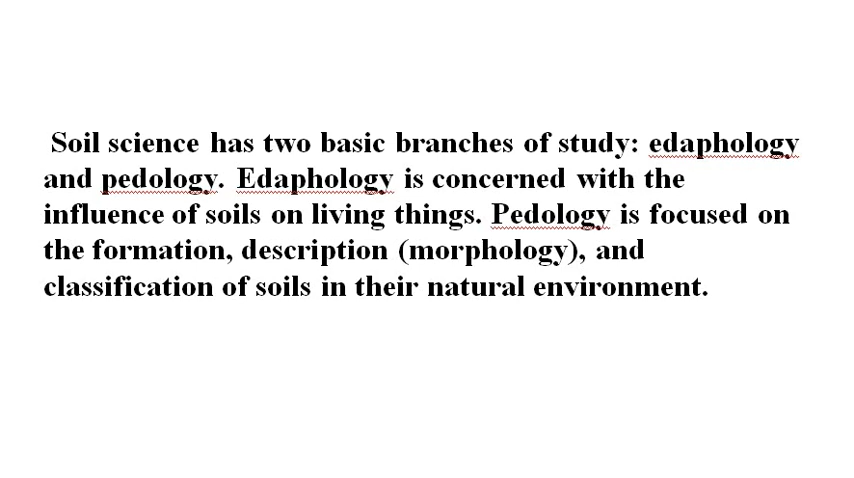 Soil science has two basic branches of study: edaphology
and pedology. Edaphology is concerned with the
influence of soils on living things. Pedology is focused on
the formation, description (morphology), and
classification of soils in their natural environment.